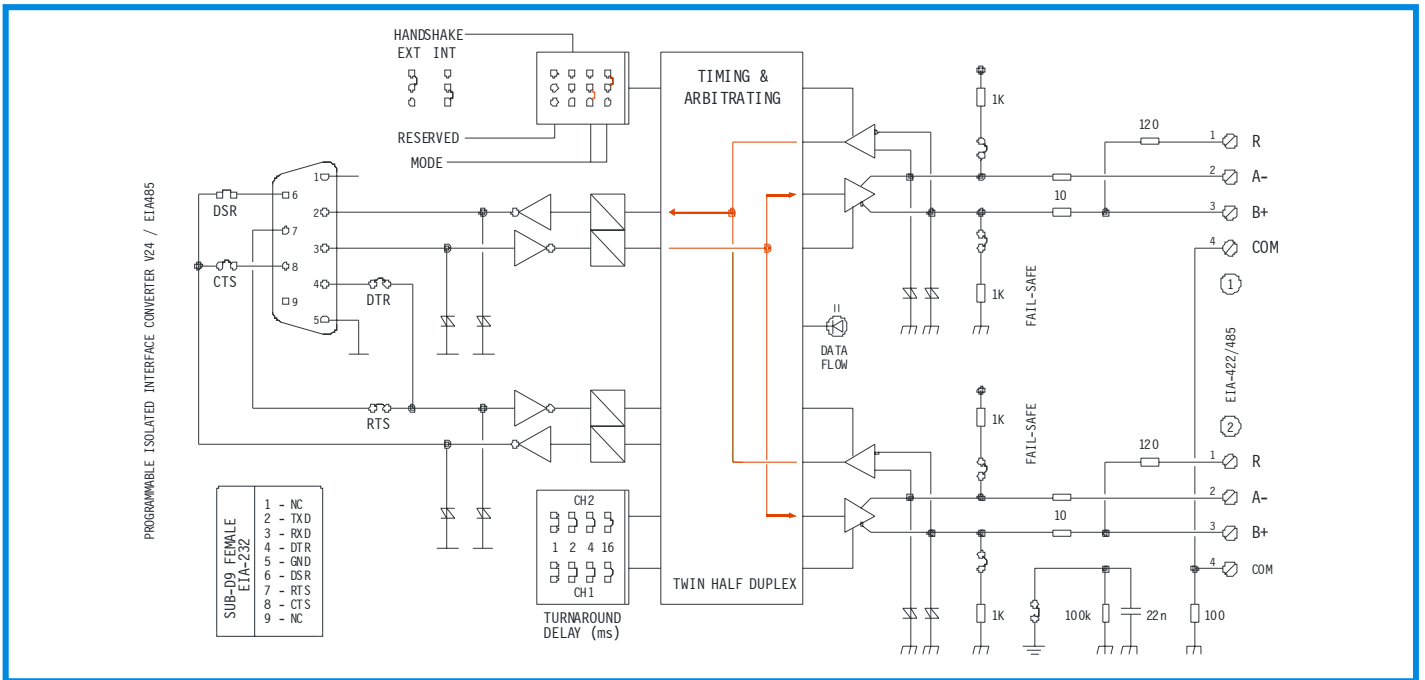 HANDSHAKE
EXT INT
RESERVED
MODE
TIMING &
ARBITRATING
TWIN HALF DUPLEX
PROGRAMMABLE ISOLATED INTERFACE CONVERTER V24 / EIA485
DSR
CTS
DTR
RTS
1
2
3
4
5
6
7
8
9
SUB-D9 FEMALE
EIA-232
1 - NC
2 - TXD
3 - RXD
4 - DTR
5 - GND
6 - DSR
7 - RTS
8 - CTS
9 - NC
CH2
1 2 4 16
CH1
TURNAROUND
DELAY (ms)
DATA
FLOW
1K
1K
FAIL-SAFE
120
10
1 R
2 A-
3 B+
4 COM
1
EIA-422/485
2
1K
1K
FAIL-SAFE
120
10
1 R
2 A-
3 B+
4 COM
100k
22n
100